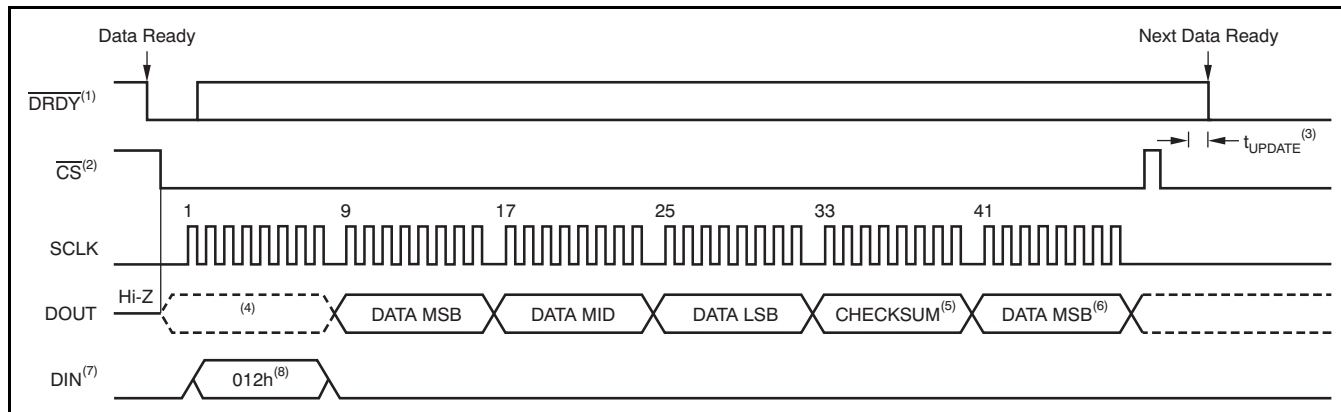 Data Ready
Next Data Ready
DRDY(1)
tUPDATE(3)
CS(2)
1 9 17 25 33 41
SCLK
Hi-Z
DOUT (4) DATA MSB DATA MID DATA LSB CHECKSUM(5) DATA MSB(6)
DIN(7) 012h(8)